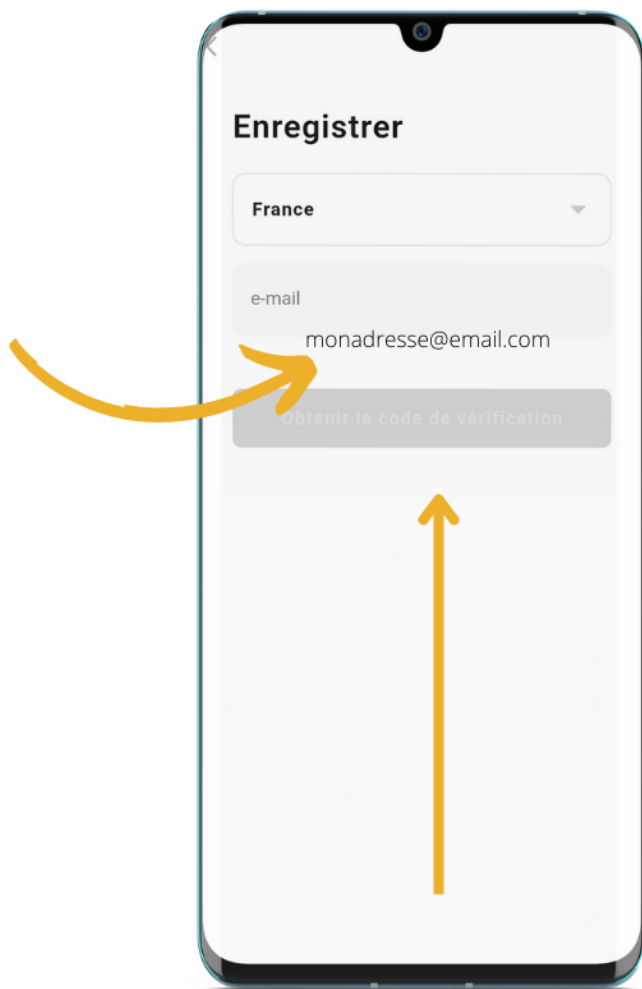 Enregistrer
France
e-mail
monadresse@email.com
Obtenir le code de vérification